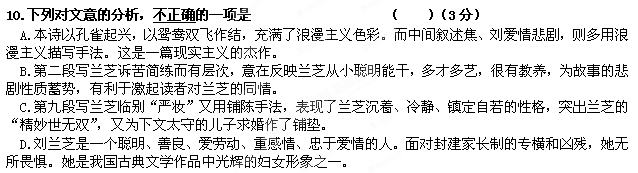 10.下列对文意的分析，不正确的一项是 （ ）(3分)
A.本诗以孔雀起兴，以鸳鸯双飞作结，充满了浪漫主义色彩。而中间叙述焦、刘爱情悲剧，则多用浪
漫主义描写手法。这是一篇现实主义的杰作。
B.第二段写兰芝诉苦简练而有层次，意在反映兰芝从小聪明能干，多才多艺，很有教养，为故事的悲
剧性质蓄势，有利于激起读者对兰芝的同情。
C.第九段写兰芝临别“严妆”又用铺陈手法，表现了兰芝沉着、冷静、镇定自若的性格，突出兰芝的
“精妙世无双”，又为下文太守的儿子求婚作了铺垫。
D.刘兰芝是一个聪明、善良、爱劳动、重感情、忠于爱情的人。面对封建家长制的专横和凶残，她无
所畏惧。她是我国古典文学作品中光辉的妇女形象之一。